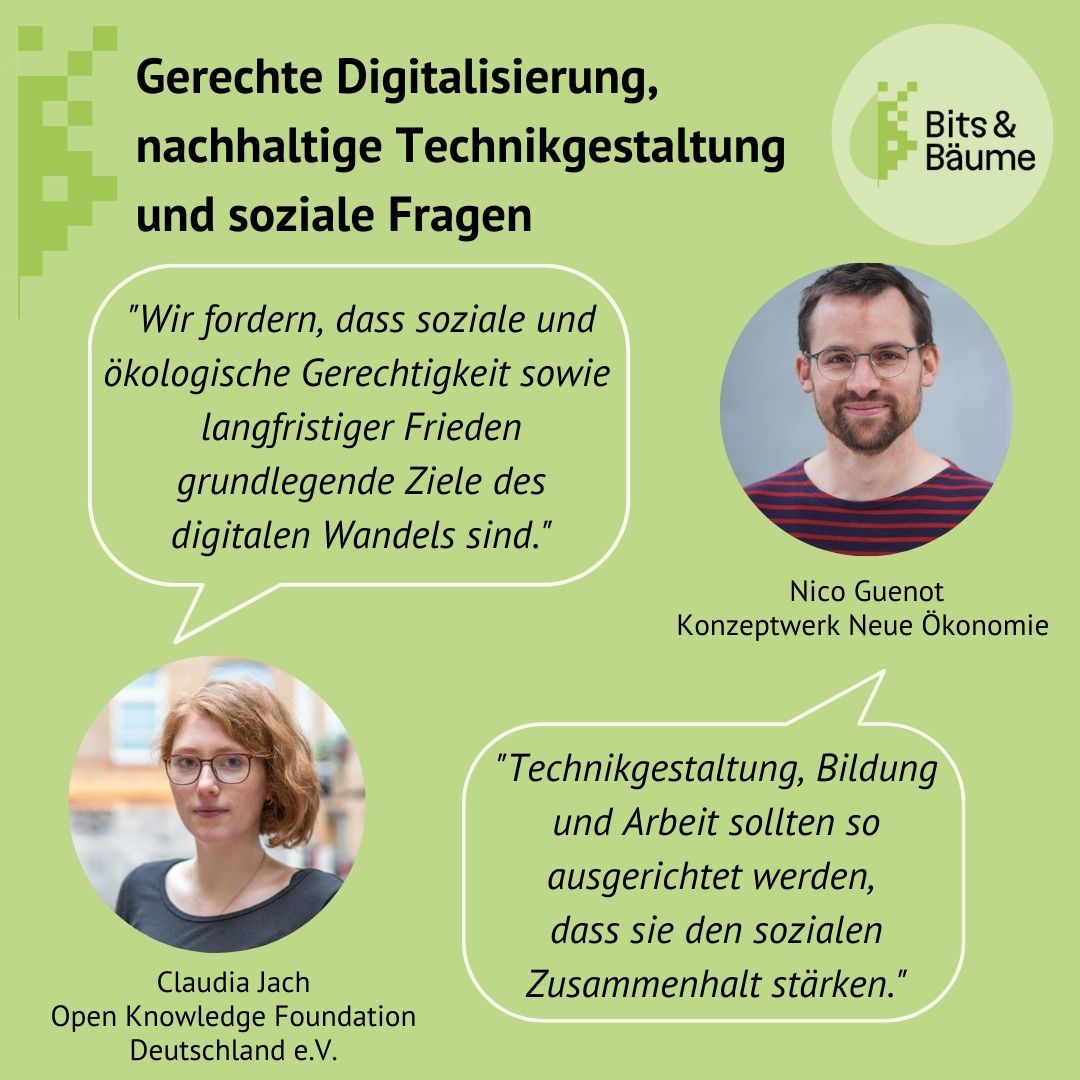 Gerechte Digitalisierung,
nachhaltige Technikgestaltung
und soziale Fragen
Bits &
Bäume
"Wir fordern, dass soziale und
ökologische Gerechtigkeit sowie
langfristiger Frieden
grundlegende Ziele des
digitalen Wandels sind."
Nico Guenot
Konzeptwerk Neue Ökonomie
"Technikgestaltung, Bildung
und Arbeit sollten so
ausgerichtet werden,
dass sie den sozialen
Zusammenhalt stärken."
Claudia Jach
Open Knowledge Foundation
Deutschland e.V.